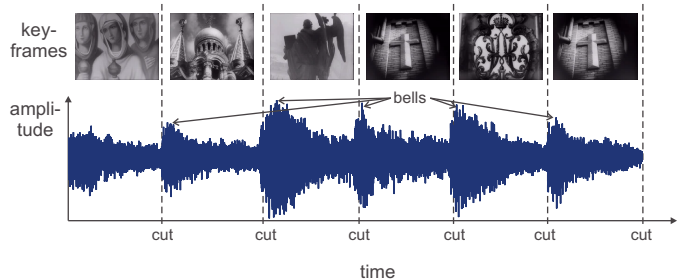 key-
frames
ampli-
tude
bells
cut cut cut cut cut cut
time